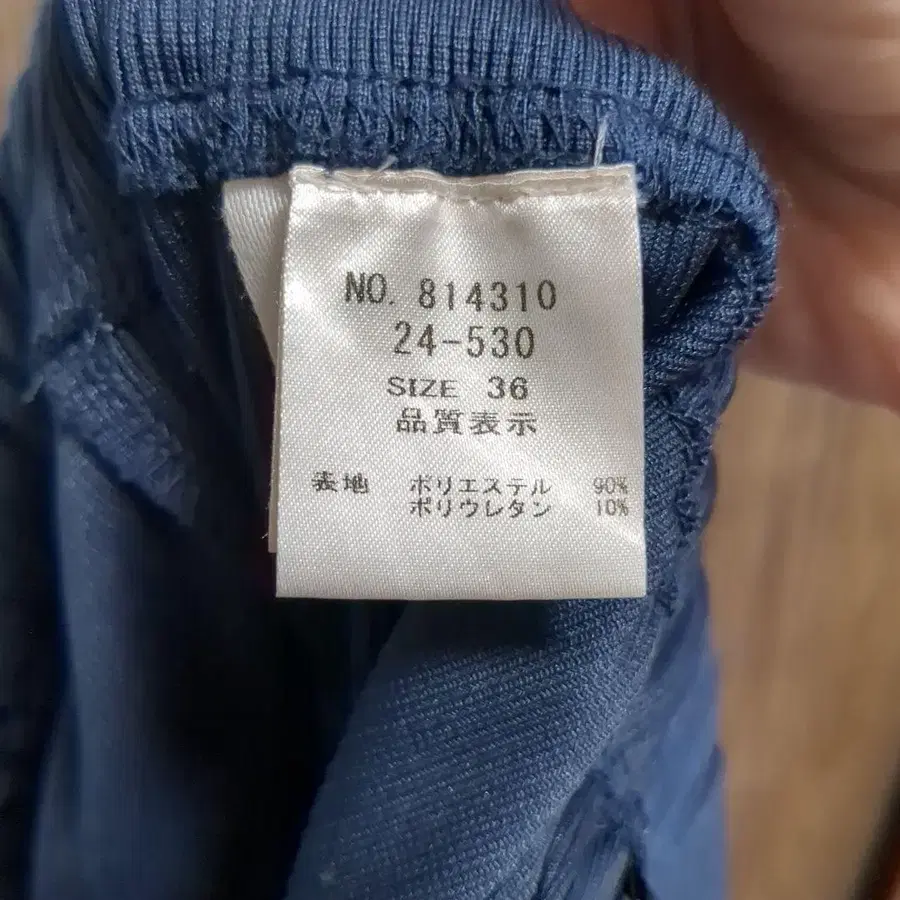 NO. 814310
24-530
SIZE 36
品質表示
表地 ポリエステル 90%
ポリウレタン 10%